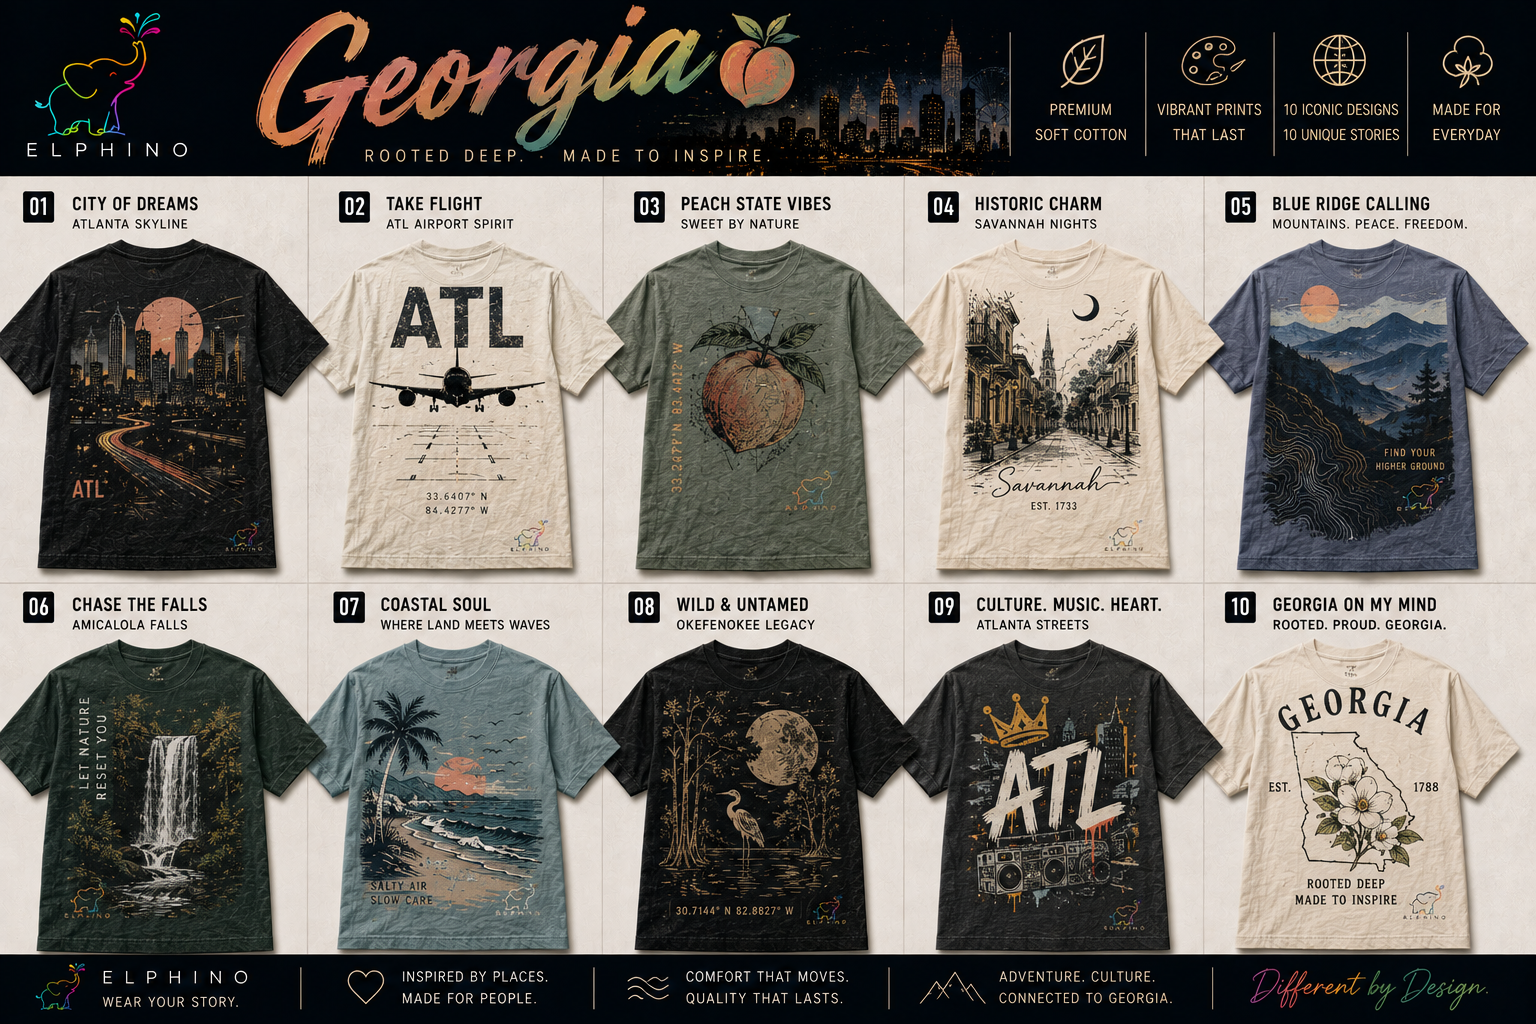 ELPHINO
Georgia
ROOTED DEEP. · MADE TO INSPIRE.
PREMIUM
SOFT COTTON
VIBRANT PRINTS
THAT LAST
10 ICONIC DESIGNS
10 UNIQUE STORIES
MADE FOR
EVERYDAY
01 CITY OF DREAMS
ATLANTA SKYLINE
ATL
ELPHINO
02 TAKE FLIGHT
ATL AIRPORT SPIRIT
ATL
33.6407° N
84.4277° W
ELPHINO
03 PEACH STATE VIBES
SWEET BY NATURE
04 HISTORIC CHARM
SAVANNAH NIGHTS
Savannah
EST. 1733
ELPHINO
05 BLUE RIDGE CALLING
MOUNTAINS. PEACE. FREEDOM.
FIND YOUR
HIGHER GROUND
06 CHASE THE FALLS
AMICALOLA FALLS
LET NATURE
RESET YOU
07 COASTAL SOUL
WHERE LAND MEETS WAVES
SALTY AIR
SLOW CARE
08 WILD & UNTAMED
OKEFENOKEE LEGACY
30.7144° N 82.8827° W
09 CULTURE. MUSIC. HEART.
ATLANTA STREETS
ATL
10 GEORGIA ON MY MIND
ROOTED. PROUD. GEORGIA.
GEORGIA
EST. 1788
ROOTED DEEP
MADE TO INSPIRE
ELPHINO
WEAR YOUR STORY.
INSPIRED BY PLACES.
MADE FOR PEOPLE.
COMFORT THAT MOVES.
QUALITY THAT LASTS.
ADVENTURE. CULTURE.
CONNECTED TO GEORGIA.
Different by Design.